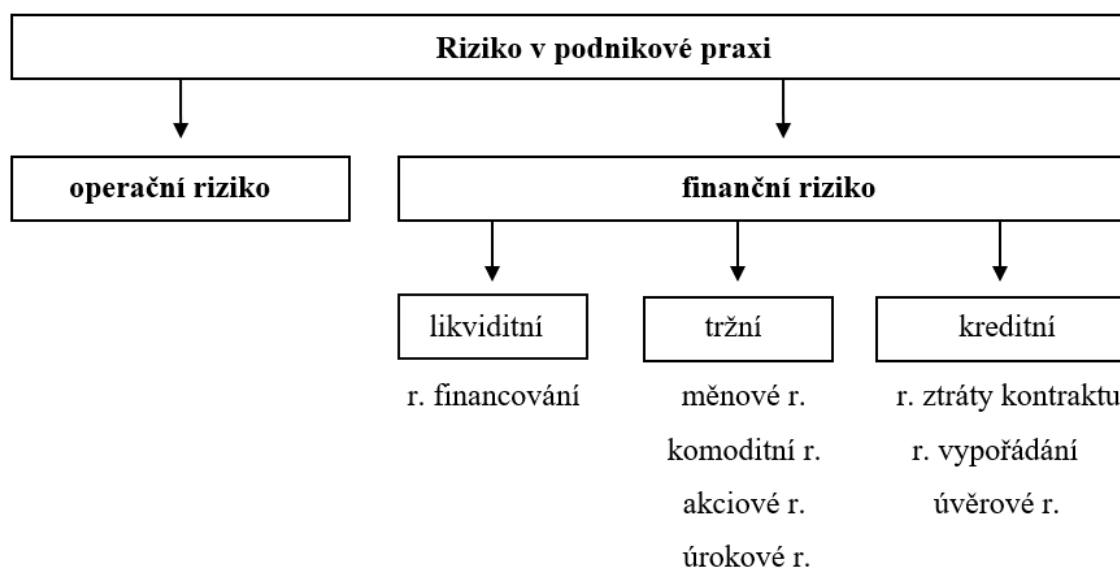 Riziko v podnikové praxi
operační riziko
finanční riziko
likviditní
tržní
kreditní
r. financování
měnové r.
r. ztráty kontraktu
komoditní r.
r. vypořádání
akciové r.
úvěrové r.
úrokové r.